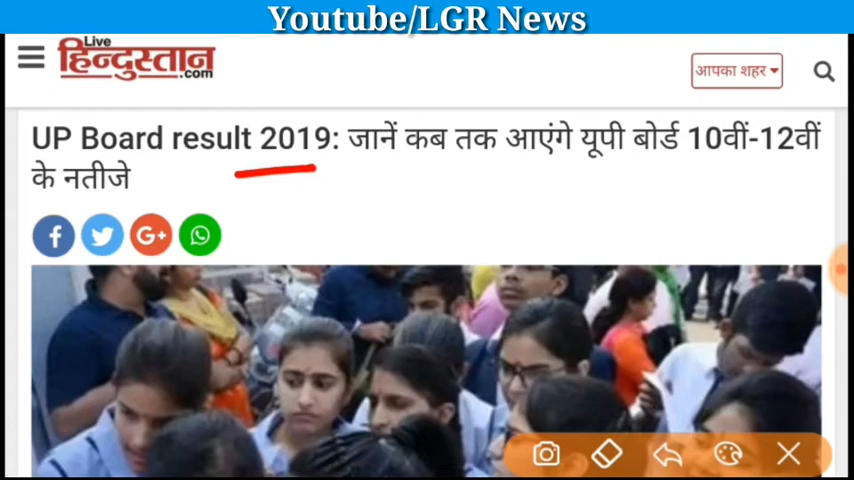 Youtube/LGR News
Live
हिन्दुस्तान
.com
आपका शहर
UP Board result 2019: जानें कब तक आएंगे यूपी बोर्ड 10वीं-12वीं
के नतीजे
f
G+